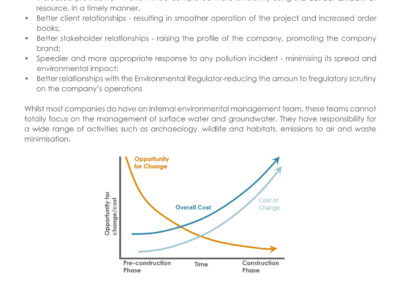 resource, in a timely manner.
• Better client relationships - resulting in smoother operation of the project and increased order
books;
• Better stakeholder relationships - raising the profile of the company, promoting the company
brand;
• Speedier and more appropriate response to any pollution incident - minimising its spread and
environmental impact;
• Better relationships with the Environmental Regulator-reducing the amoun to fregulatory scrutiny
on the company's operations
Whilst most companies do have an internal environmental management team, these teams cannot
totally focus on the management of surface water and groundwater. They have responsibility for
a wide range of activities such as archaeology, wildlife and habitats, emissions to air and waste
minimisation.
Opportunity
for Change
Opportunity for
change/cost
Overall Cost
Cost of
Change
Pre-construction
Phase
Time
Construction
Phase